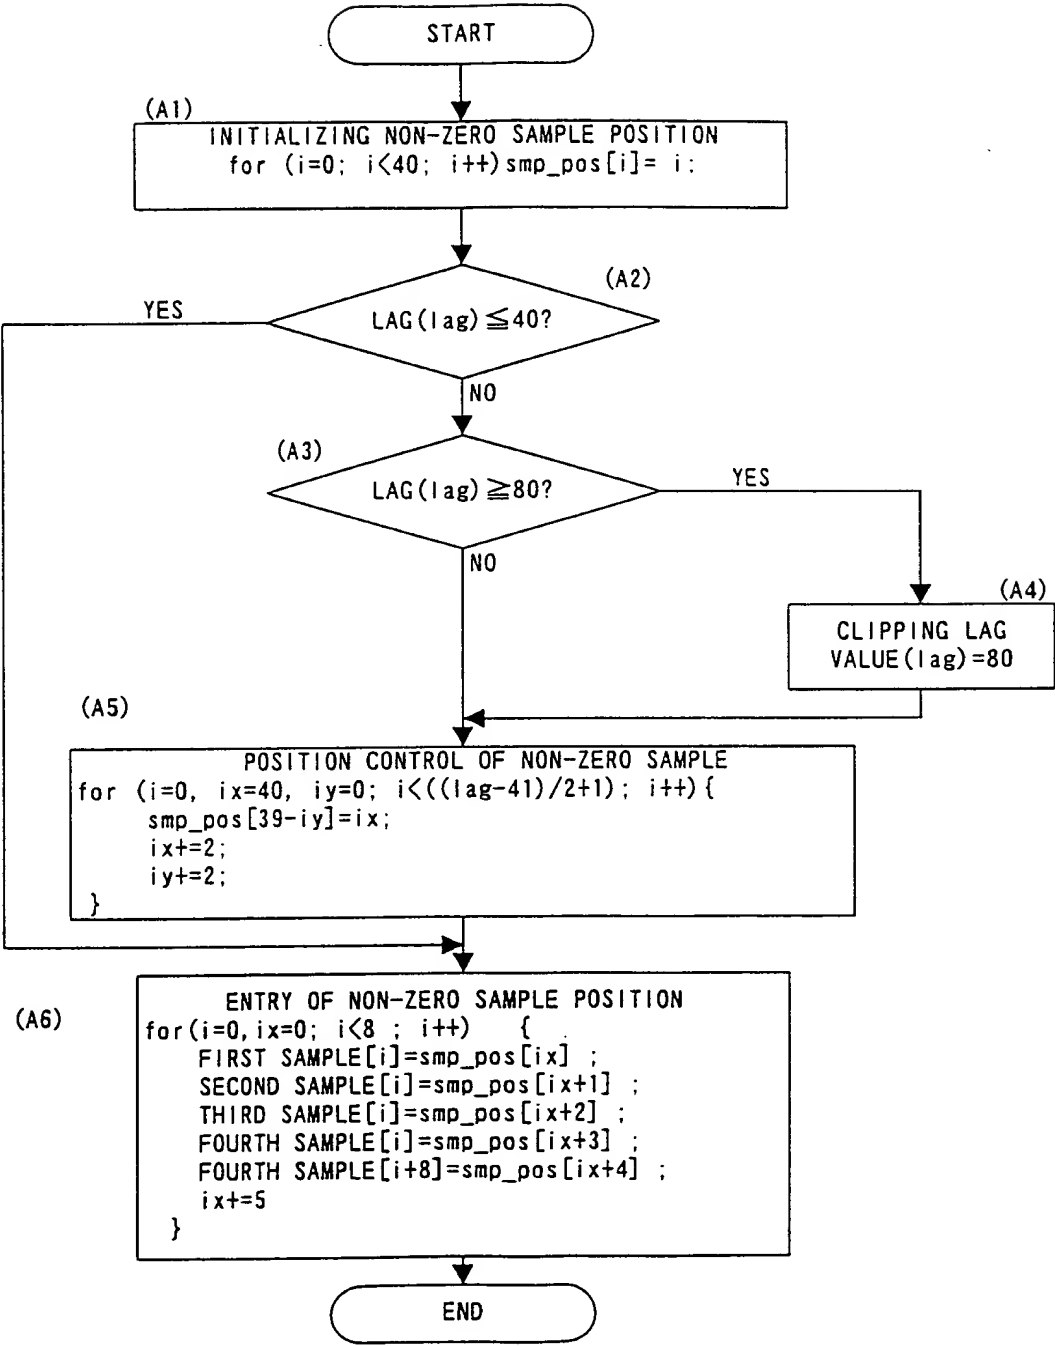 START
(A1)
INITIALIZING NON-ZERO SAMPLE POSITION
for (i=0; i<40; i++)smp_pos[i]= i;
(A2)
YES
LAG(lag)≦40?
NO
(A3)
LAG(lag)≧80?
YES
NO
(A4)
CLIPPING LAG
VALUE(lag)=80
(A5)
POSITION CONTROL OF NON-ZERO SAMPLE
for (i=0, ix=40, iy=0; i<((lag-41)/2+1); i++){
smp_pos[39-iy]=ix;
ix+=2;
iy+=2;
}
(A6)
ENTRY OF NON-ZERO SAMPLE POSITION
for(i=0,ix=0; i<8 ; i++) {
FIRST SAMPLE[i]=smp_pos[ix] ;
SECOND SAMPLE[i]=smp_pos[ix+1] ;
THIRD SAMPLE[i]=smp_pos[ix+2] ;
FOURTH SAMPLE[i]=smp_pos[ix+3] ;
FOURTH SAMPLE[i+8]=smp_pos[ix+4] ;
ix+=5
}
END